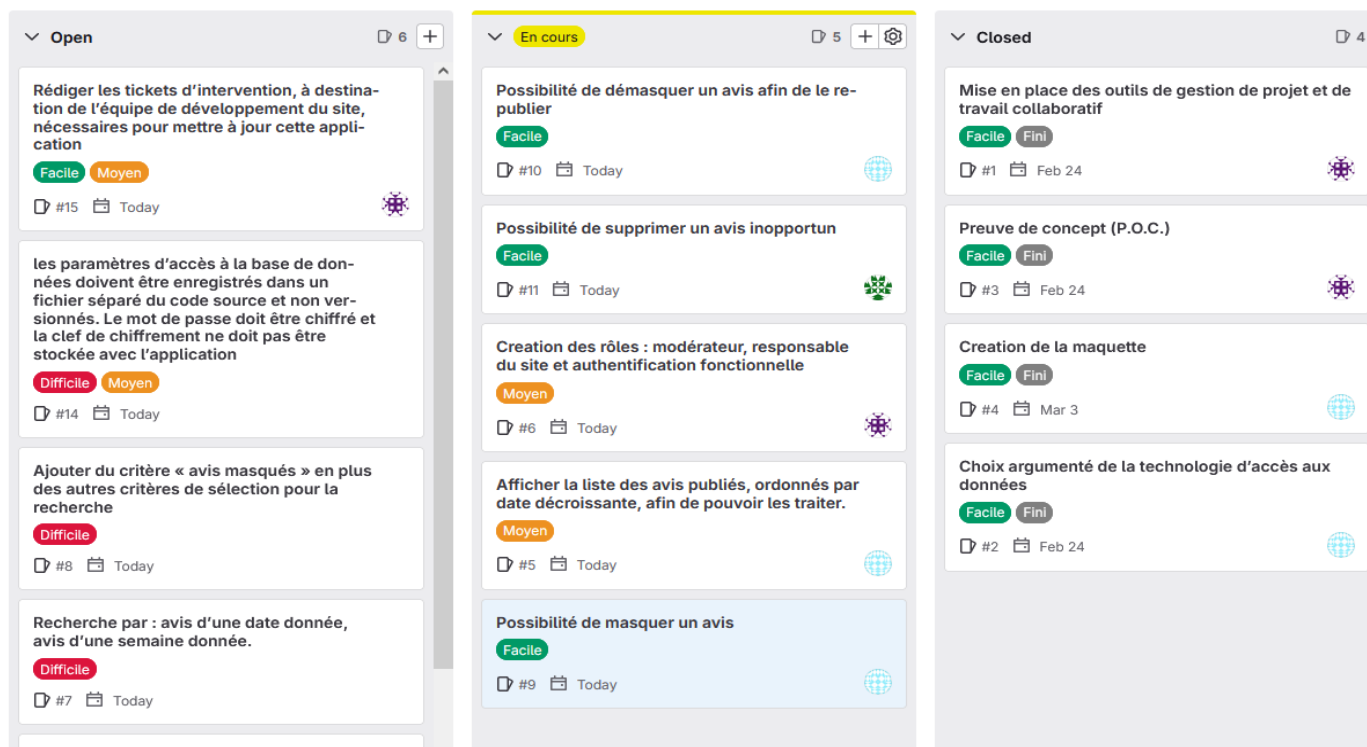 Open
6
Rédiger les tickets d'intervention, à destina-
tion de l'équipe de développement du site,
nécessaires pour mettre à jour cette appli-
cation
Facile Moyen
#15 Today
les paramètres d'accès à la base de don-
nées doivent être enregistrés dans un
fichier séparé du code source et non ver-
sionnés. Le mot de passe doit être chiffré et
la clef de chiffrement ne doit pas être
stockée avec l'application
Difficile Moyen
#14 Today
Ajouter du critère « avis masqués » en plus
des autres critères de sélection pour la
recherche
Difficile
#8 Today
Recherche par : avis d'une date donnée,
avis d'une semaine donnée.
Difficile
#7 Today
En cours
5
Possibilité de démasquer un avis afin de le re-
publier
Facile
#10 Today
Possibilité de supprimer un avis inopportun
Facile
#11 Today
Creation des rôles : modérateur, responsable
du site et authentification fonctionnelle
Moyen
#6 Today
Afficher la liste des avis publiés, ordonnés par
date décroissante, afin de pouvoir les traiter.
Moyen
#5 Today
Possibilité de masquer un avis
Facile
#9 Today
Closed
4
Mise en place des outils de gestion de projet et de
travail collaboratif
Facile Fini
#1 Feb 24
Preuve de concept (P.O.C.)
Facile Fini
#3 Feb 24
Creation de la maquette
Facile Fini
#4 Mar 3
Choix argumenté de la technologie d'accès aux
données
Facile Fini
#2 Feb 24